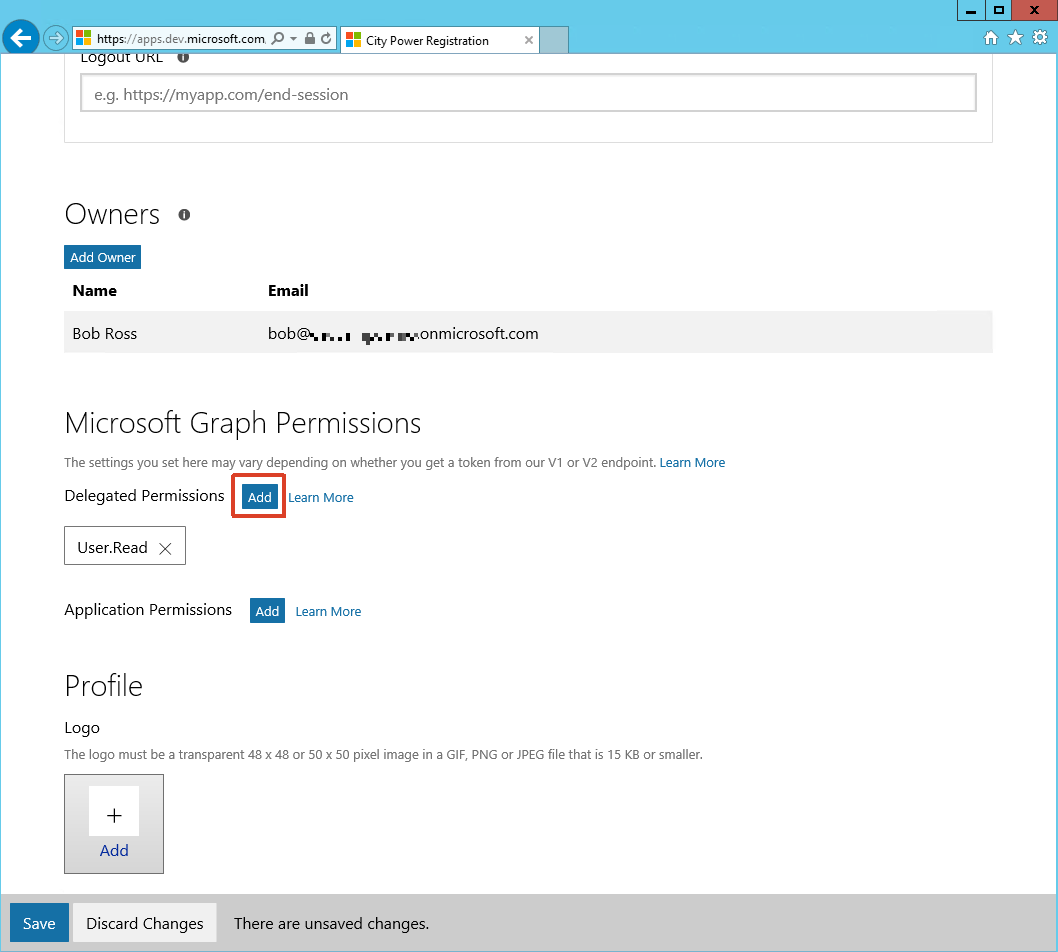 https://apps.dev.microsoft.com, City Power Registration
Logout URL
e.g. https://myapp.com/end-session
Owners
Add Owner
Name Email
Bob Ross bob@ .onmicrosoft.com
Microsoft Graph Permissions
The settings you set here may vary depending on whether you get a token from our V1 or V2 endpoint. Learn More
Delegated Permissions Add Learn More
User.Read
Application Permissions Add Learn More
Profile
Logo
The logo must be a transparent 48 x 48 or 50 x 50 pixel image in a GIF, PNG or JPEG file that is 15 KB or smaller.
+
Add
Save Discard Changes There are unsaved changes.